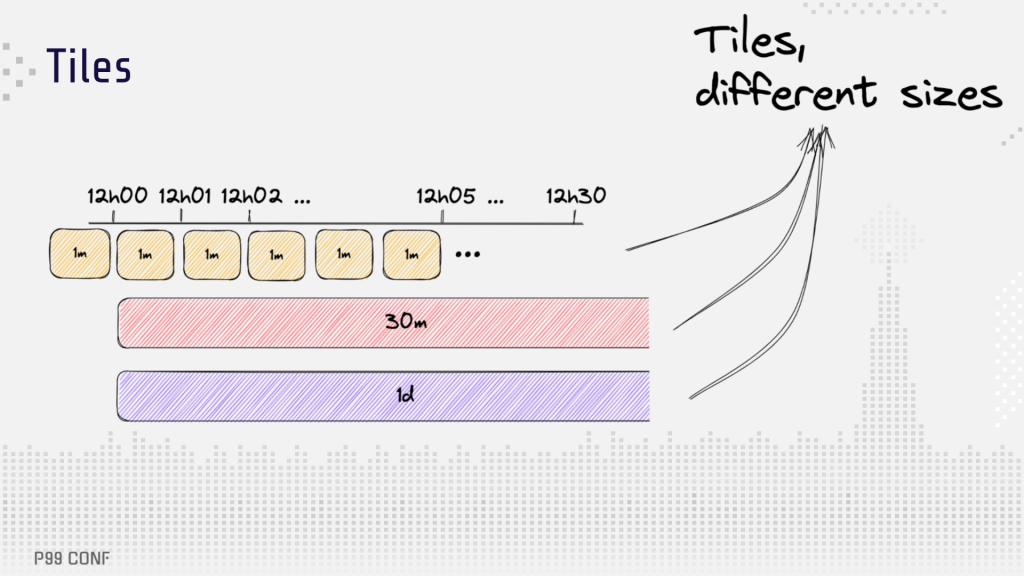 Tiles
Tiles,
different sizes
12h00 12h01 12h02 ... 12h05 ... 12h30
1m 1m 1m 1m 1m 1m ...
30m
1d
P99 CONF